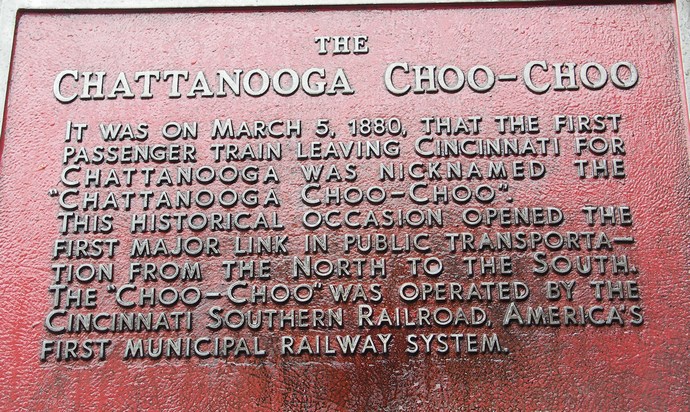 THE
CHATTANOOGA CHOO-CHOO
IT WAS ON MARCH 5, 1880, THAT THE FIRST
PASSENGER TRAIN LEAVING CINCINNATI FOR
CHATTANOOGA WAS NICKNAMED THE
"CHATTANOOGA CHOO-CHOO".
THIS HISTORICAL OCCASION OPENED THE
FIRST MAJOR LINK IN PUBLIC TRANSPORTA-
TION FROM THE NORTH TO THE SOUTH.
THE "CHOO-CHOO" WAS OPERATED BY THE
CINCINNATI SOUTHERN RAILROAD, AMERICA'S
FIRST MUNICIPAL RAILWAY SYSTEM.